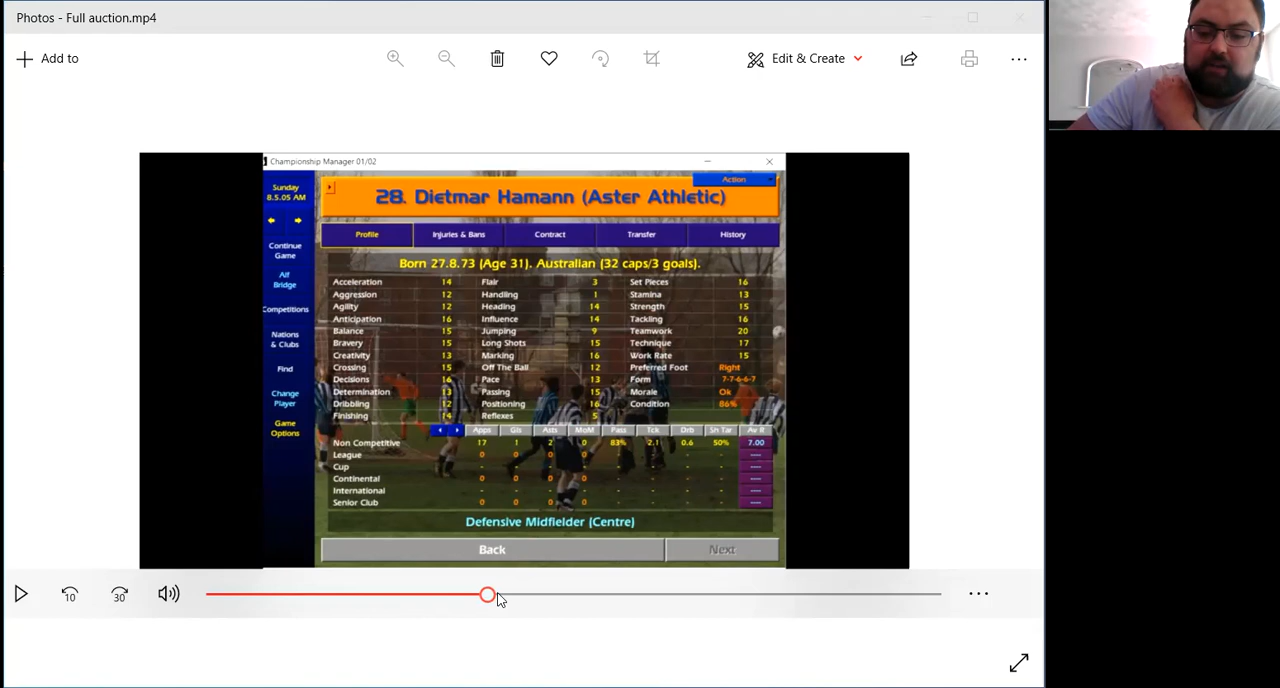 Photos - Full auction.mp4
Add to
Edit & Create
Championship Manager 01/02
Sunday
8.5.05 AM
Continue
Game
Alf
Bridge
Competitions
Nations
& Clubs
Find
Change
Player
Game
Options
Action
28. Dietmar Hamann (Aster Athletic)
Profile Injuries & Bans Contract Transfer History
Born 27.8.73 (Age 31). Australian (32 caps/3 goals).
Acceleration 14 Flair 3 Set Pieces 16
Aggression 12 Handling 1 Stamina 13
Agility 12 Heading 14 Strength 15
Anticipation 16 Influence 14 Tackling 16
Balance 15 Jumping 9 Teamwork 20
Bravery 15 Long Shots 15 Technique 17
Creativity 13 Marking 16 Work Rate 15
Crossing 15 Off The Ball 12 Preferred Foot Right
Decisions 16 Pace 13 Form 7-7-6-6-7
Determination 13 Passing 15 Morale Ok
Dribbling 12 Positioning 16 Condition 86%
Finishing 14 Reflexes 5
Apps Gls Asts MoM Pass Tck Drb Sh Tar Av R
Non Competitive 17 1 2 0 83% 2.1 0.6 50% 7.00
League 0 0 0 0 - - - - ---
Cup - - - - - - - - ---
Continental 0 0 0 0 - - - - ---
International - - - - - - - - ---
Senior Club 0 0 0 0 - - - - ---
Defensive Midfielder (Centre)
Back Next
10 30